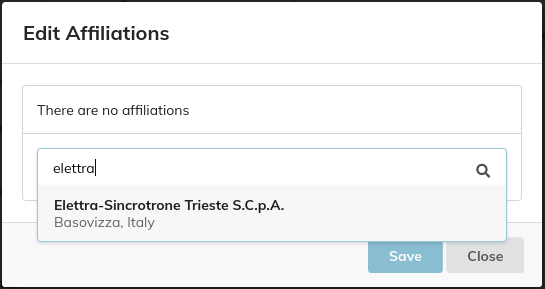 Edit Affiliations
There are no affiliations
elettra
Elettra-Sincrotrone Trieste S.C.p.A.
Basovizza, Italy
Save Close